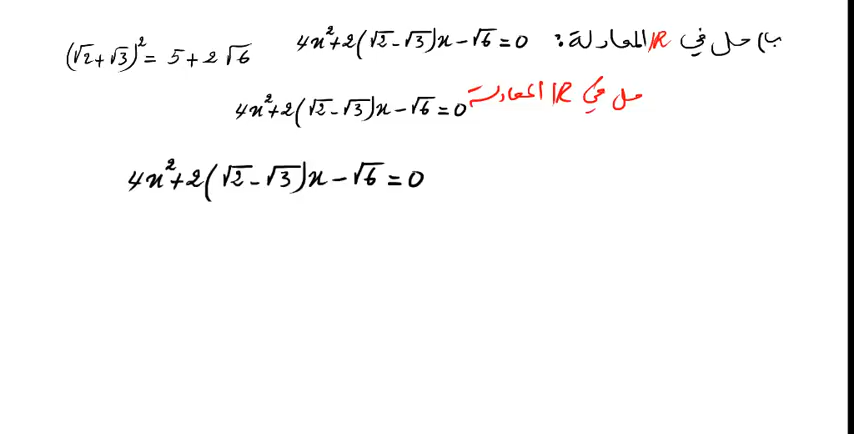 ب) حل في ℝ المعادلة: 4x²+2(√2-√3)x-√6=0
(√2+√3)²=5+2√6
حل في ℝ المعادلة 4x²+2(√2-√3)x-√6=0
4x²+2(√2-√3)x-√6=0